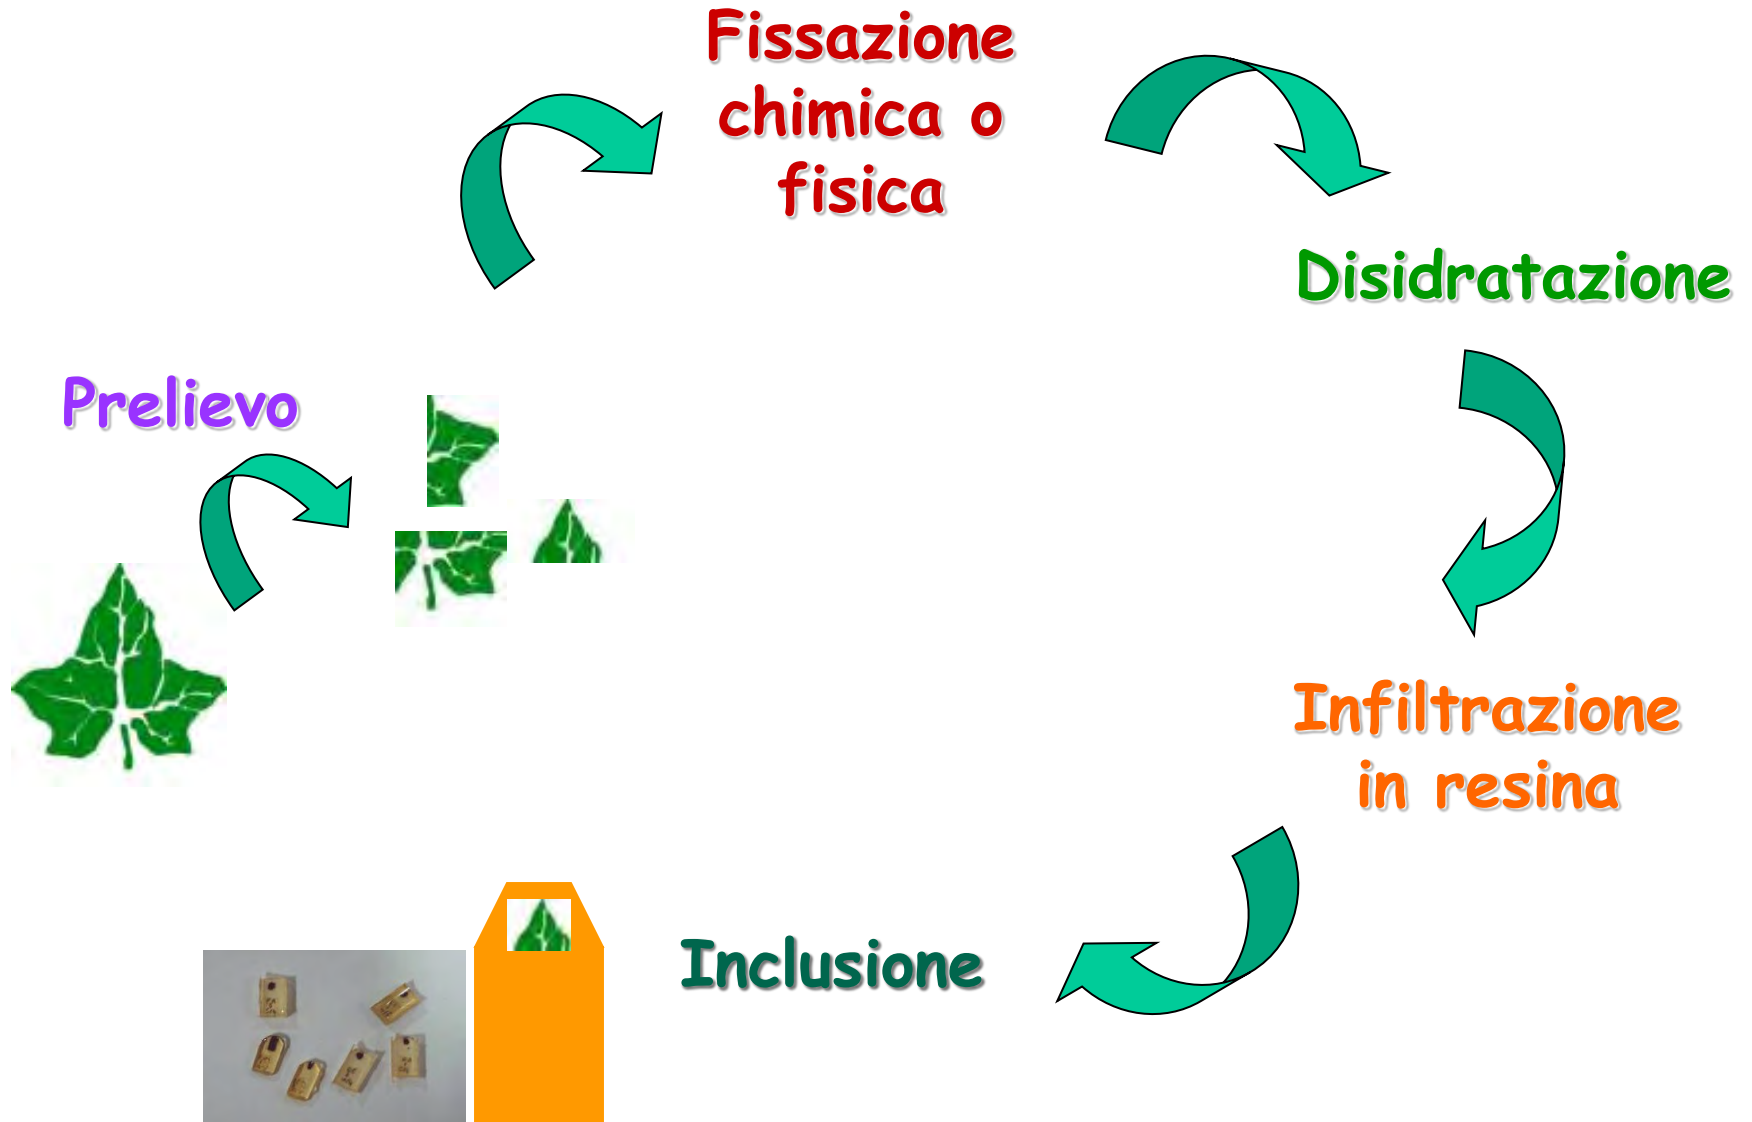 Fissazione
chimica o
fisica
Disidratazione
Prelievo
Infiltrazione
in resina
Inclusione